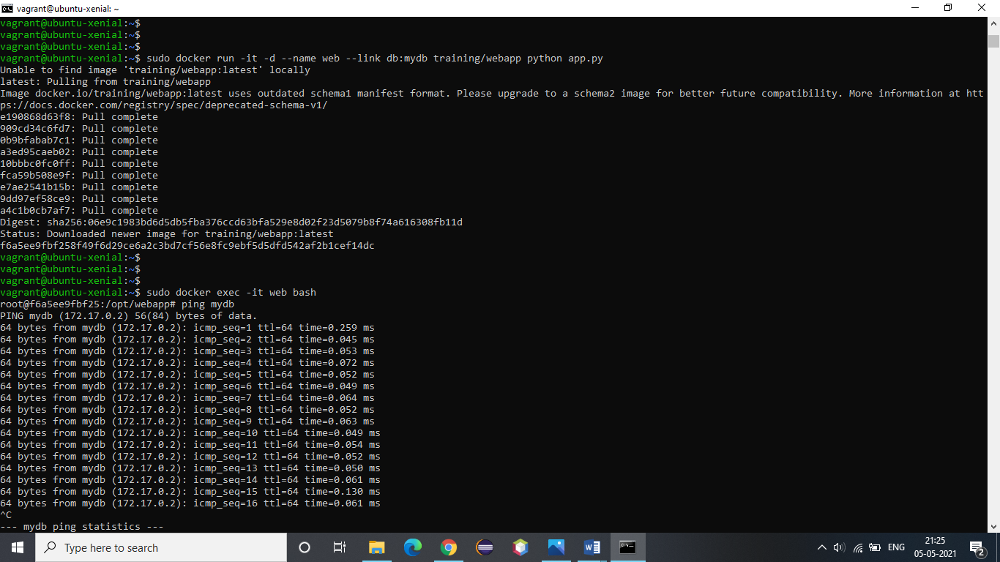 vagrant@ubuntu-xenial: ~
vagrant@ubuntu-xenial:~$
vagrant@ubuntu-xenial:~$
vagrant@ubuntu-xenial:~$
vagrant@ubuntu-xenial:~$ sudo docker run -it -d --name web --link db:mydb training/webapp python app.py
Unable to find image 'training/webapp:latest' locally
latest: Pulling from training/webapp
Image docker.io/training/webapp:latest uses outdated schema1 manifest format. Please upgrade to a schema2 image for better future compatibility. More information at htt
ps://docs.docker.com/registry/spec/deprecated-schema-v1/
e190868d63f8: Pull complete
909cd34c6fd7: Pull complete
0b9bfabab7c1: Pull complete
a3ed95caeb02: Pull complete
10bbbc0fc0ff: Pull complete
fca59b508e9f: Pull complete
e7ae2541b15b: Pull complete
9dd97ef58ce9: Pull complete
a4c1b0cb7af7: Pull complete
Digest: sha256:06e9c1983bd6d5db5fba376ccd63bfa529e8d02f23d5079b8f74a616308fb11d
Status: Downloaded newer image for training/webapp:latest
f6a5ee9fbf258f49f6d29ce6a2c3bd7cf56e8fc9ebf5d5dfd542af2b1cef14dc
vagrant@ubuntu-xenial:~$
vagrant@ubuntu-xenial:~$
vagrant@ubuntu-xenial:~$
vagrant@ubuntu-xenial:~$ sudo docker exec -it web bash
root@f6a5ee9fbf25:/opt/webapp# ping mydb
PING mydb (172.17.0.2) 56(84) bytes of data.
64 bytes from mydb (172.17.0.2): icmp_seq=1 ttl=64 time=0.259 ms
64 bytes from mydb (172.17.0.2): icmp_seq=2 ttl=64 time=0.045 ms
64 bytes from mydb (172.17.0.2): icmp_seq=3 ttl=64 time=0.053 ms
64 bytes from mydb (172.17.0.2): icmp_seq=4 ttl=64 time=0.072 ms
64 bytes from mydb (172.17.0.2): icmp_seq=5 ttl=64 time=0.052 ms
64 bytes from mydb (172.17.0.2): icmp_seq=6 ttl=64 time=0.049 ms
64 bytes from mydb (172.17.0.2): icmp_seq=7 ttl=64 time=0.064 ms
64 bytes from mydb (172.17.0.2): icmp_seq=8 ttl=64 time=0.052 ms
64 bytes from mydb (172.17.0.2): icmp_seq=9 ttl=64 time=0.063 ms
64 bytes from mydb (172.17.0.2): icmp_seq=10 ttl=64 time=0.049 ms
64 bytes from mydb (172.17.0.2): icmp_seq=11 ttl=64 time=0.054 ms
64 bytes from mydb (172.17.0.2): icmp_seq=12 ttl=64 time=0.052 ms
64 bytes from mydb (172.17.0.2): icmp_seq=13 ttl=64 time=0.050 ms
64 bytes from mydb (172.17.0.2): icmp_seq=14 ttl=64 time=0.061 ms
64 bytes from mydb (172.17.0.2): icmp_seq=15 ttl=64 time=0.130 ms
64 bytes from mydb (172.17.0.2): icmp_seq=16 ttl=64 time=0.061 ms
^C
--- mydb ping statistics ---
Type here to search
ENG
21:25
05-05-2021
2